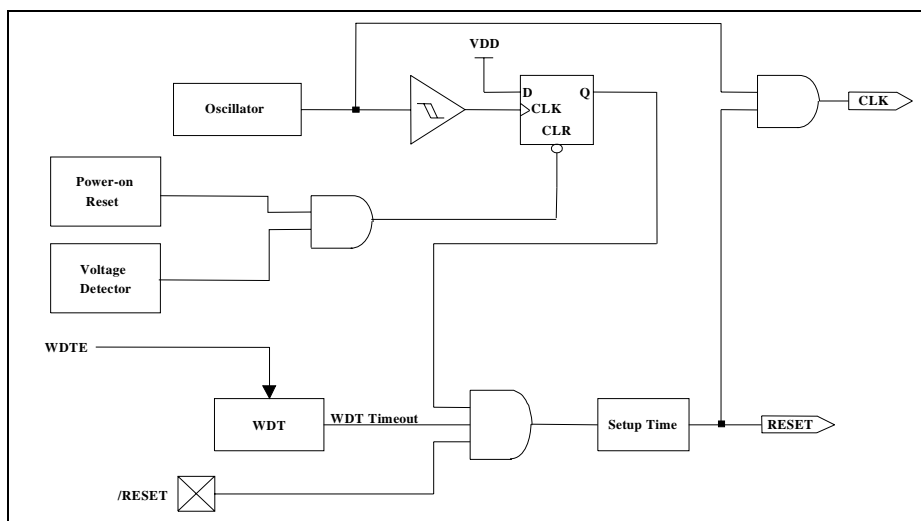 VDD
Oscillator
D
Q
CLK
CLR
CLK
Power-on
Reset
Voltage
Detector
WDTE
WDT
WDT Timeout
Setup Time
RESET
/RESET